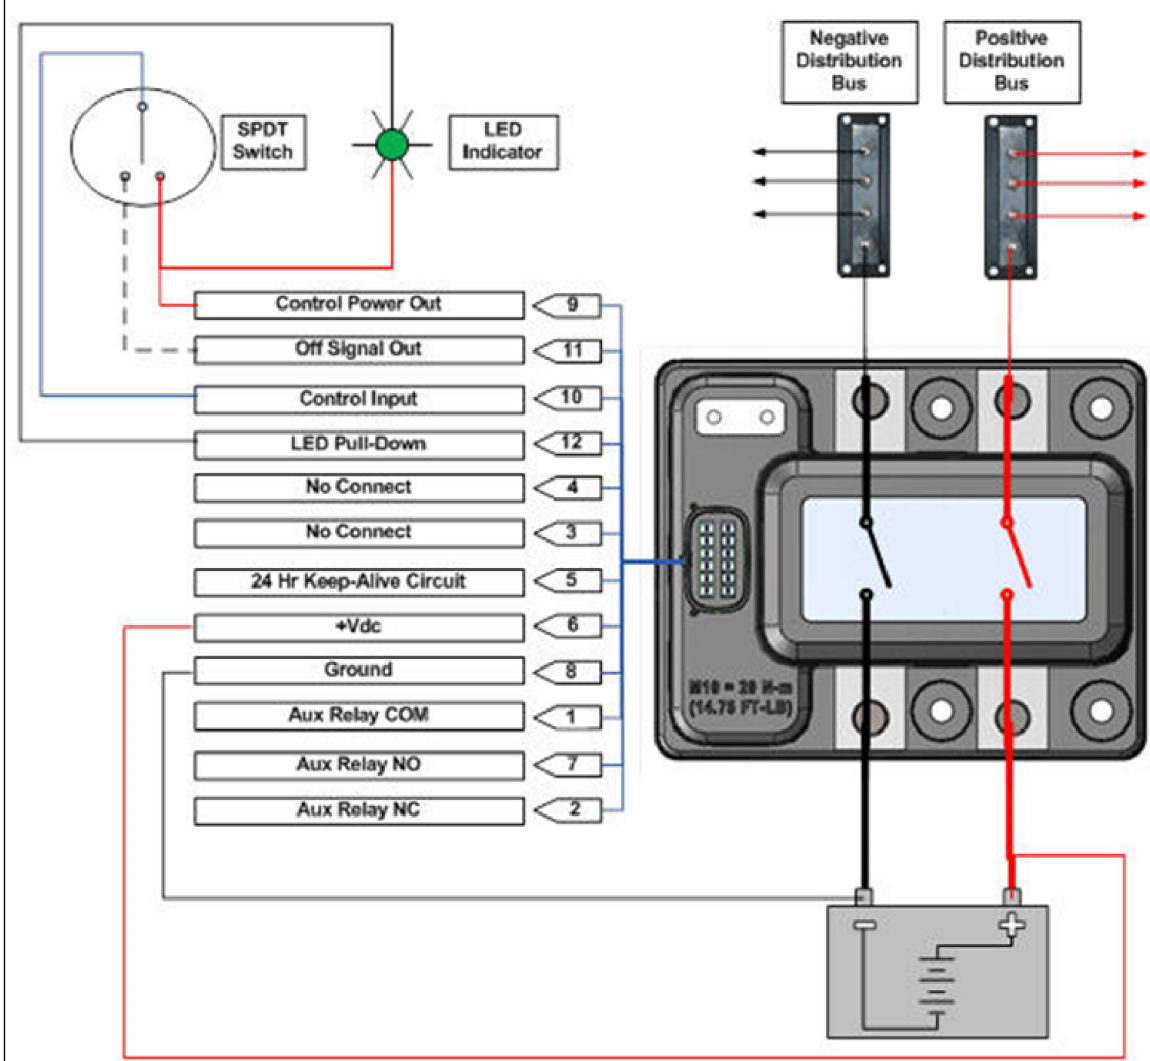 Negative
Distribution
Bus
Positive
Distribution
Bus
SPDT
Switch
LED
Indicator
Control Power Out
9
Off Signal Out
11
Control Input
10
LED Pull-Down
12
No Connect
4
No Connect
3
24 Hr Keep-Alive Circuit
5
+Vdc
6
Ground
8
Aux Relay COM
1
Aux Relay NO
7
Aux Relay NC
2
M10 = 20 N-m
(14.75 FT-LB)
− +